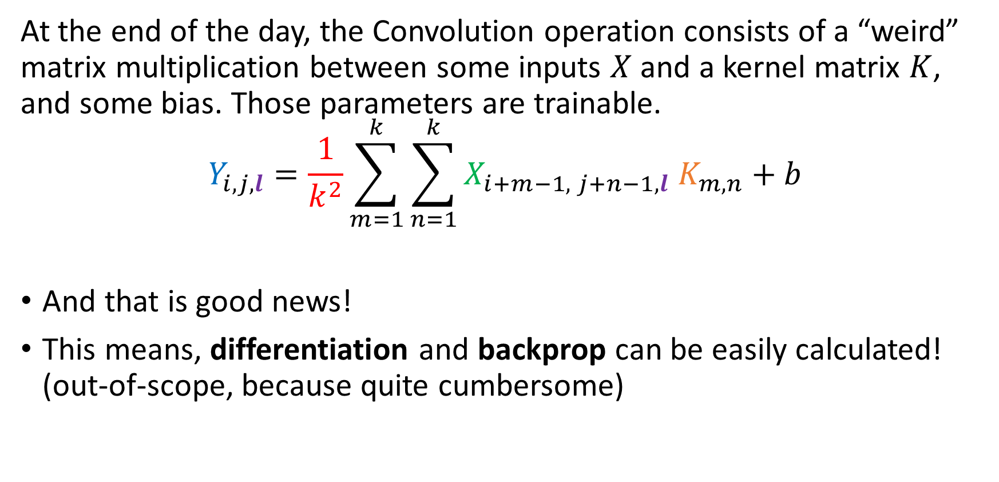 At the end of the day, the Convolution operation consists of a “weird”
matrix multiplication between some inputs X and a kernel matrix K,
and some bias. Those parameters are trainable.
Y_{i,j,l} = \frac{1}{k^2} \sum_{m=1}^{k} \sum_{n=1}^{k} X_{i+m−1, j+n−1,l} K_{m,n} + b
• And that is good news!
• This means, differentiation and backprop can be easily calculated!
(out-of-scope, because quite cumbersome)